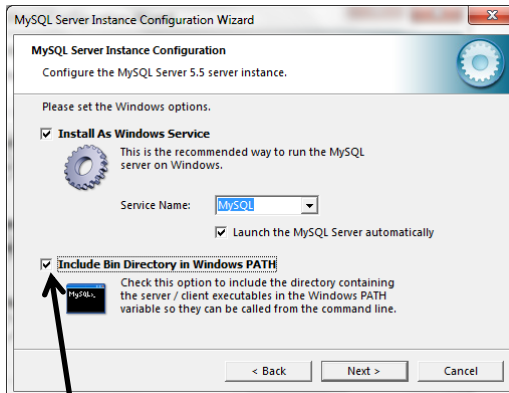 MySQL Server Instance Configuration Wizard
X
MySQL Server Instance Configuration
Configure the MySQL Server 5.5 server instance.
Please set the Windows options.
Install As Windows Service
This is the recommended way to run the MySQL
server on Windows.
Service Name: MySQL
Launch the MySQL Server automatically
Include Bin Directory in Windows PATH
MySQL>_
Check this option to include the directory containing
the server / client executables in the Windows PATH
variable so they can be called from the command line.
< Back Next > Cancel